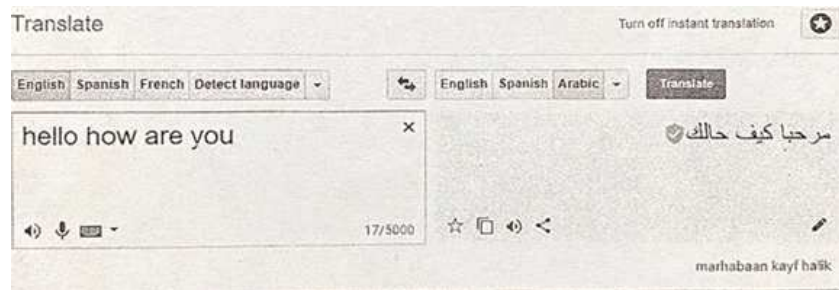 Translate Turn off instant translation
English Spanish French Detect language English Spanish Arabic Translate
hello how are you
مرحبا كيف حالك
17/5000
marhabaan kayf halik